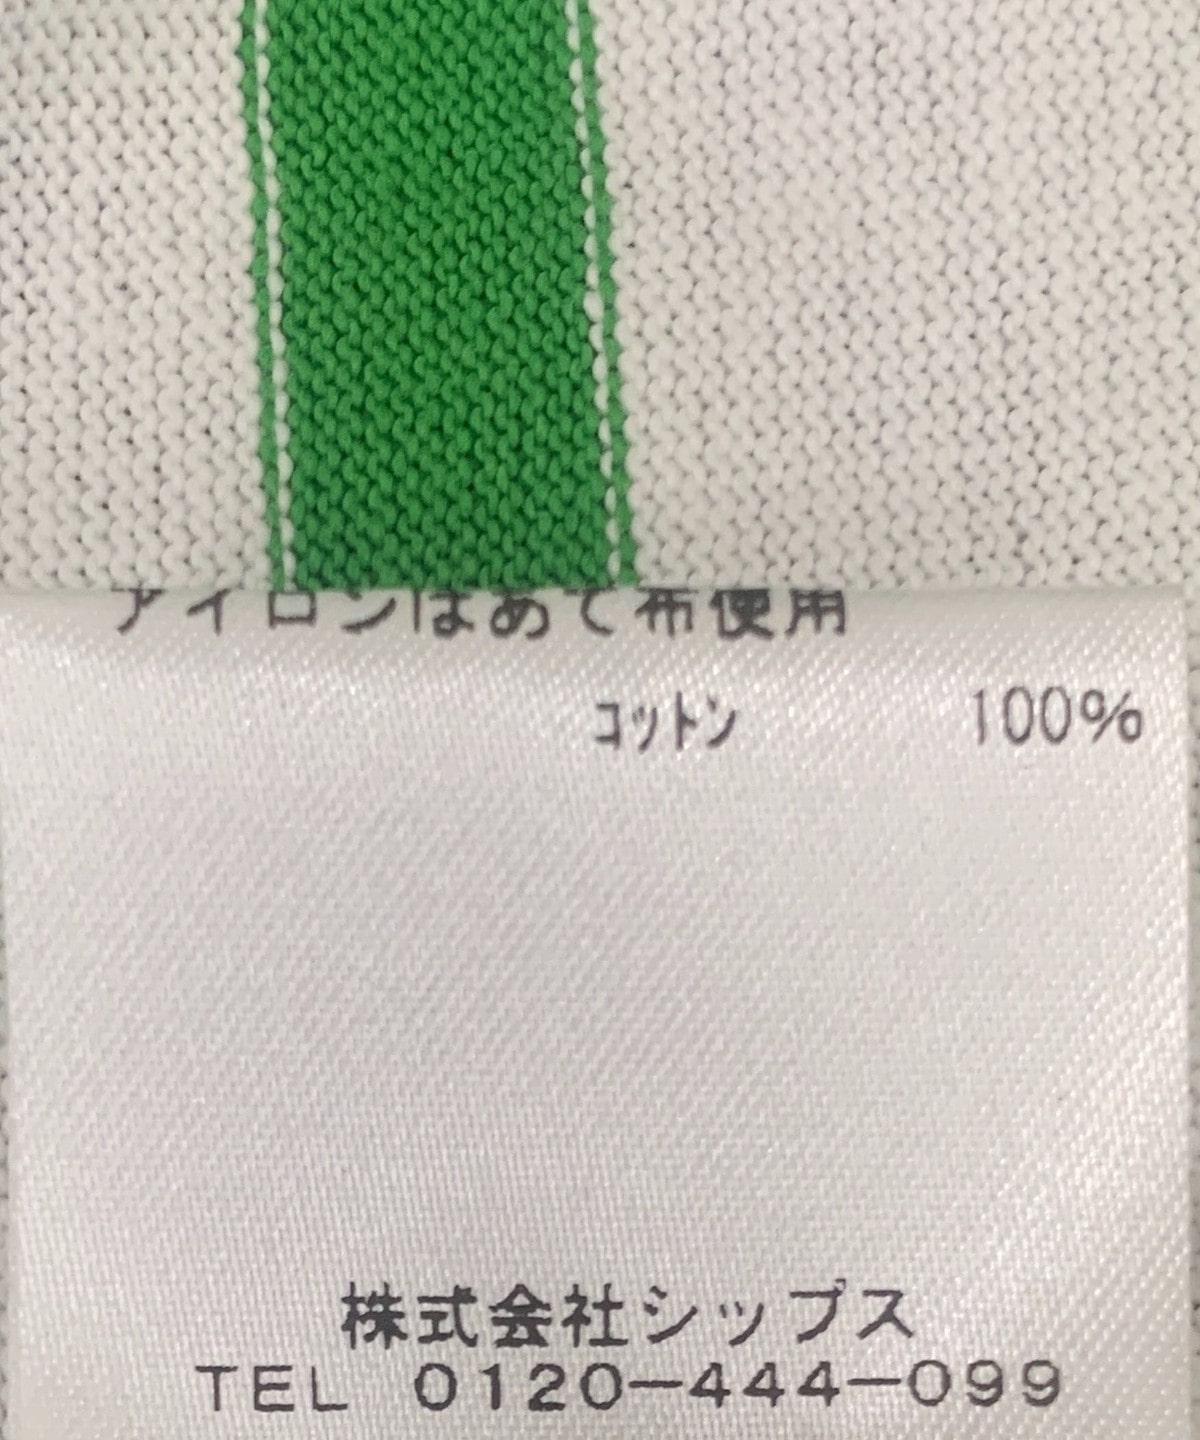 アイロンはあて布使用
ｺｯﾄﾝ 100%
株式会社シップス
TEL 0120-444-099